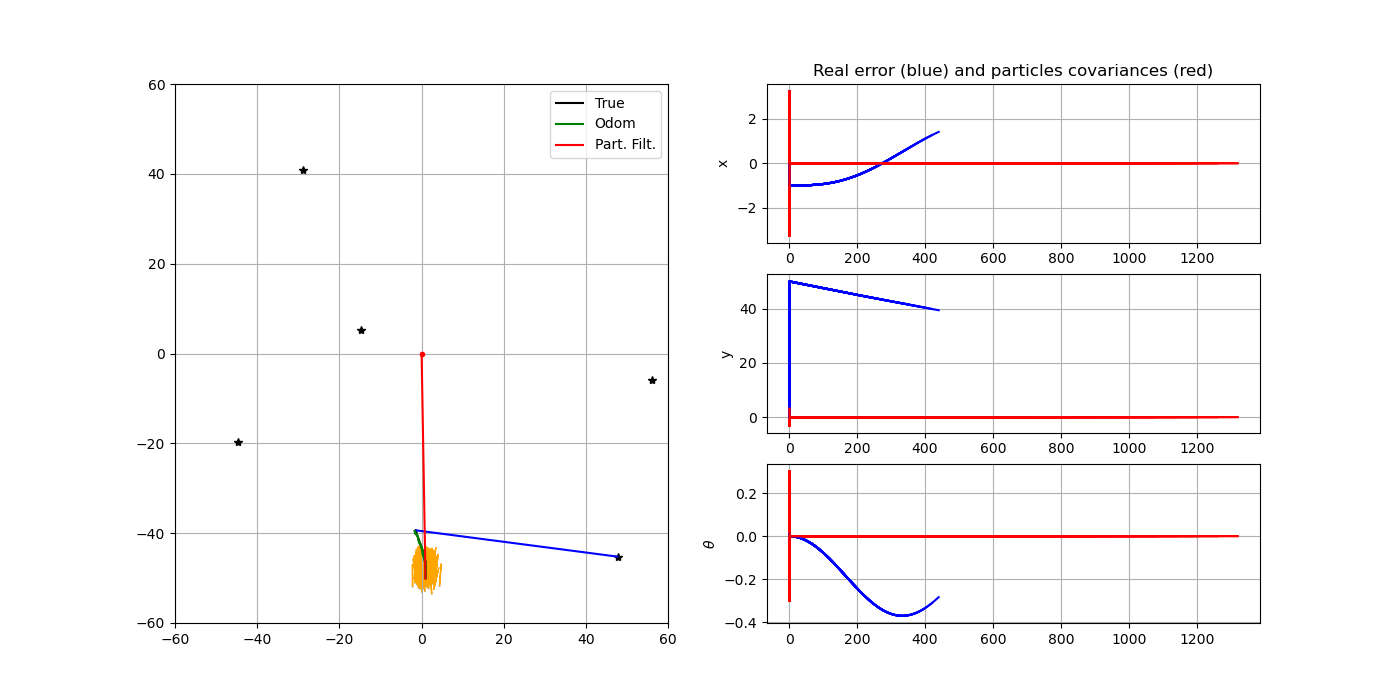 60
40
20
0
−20
−40
−60
−60 −40 −20 0 20 40 60
True
Odom
Part. Filt.
Real error (blue) and particles covariances (red)
x
2
0
−2
0 200 400 600 800 1000 1200
y
40
20
0
0 200 400 600 800 1000 1200
θ
0.2
0.0
−0.2
−0.4
0 200 400 600 800 1000 1200